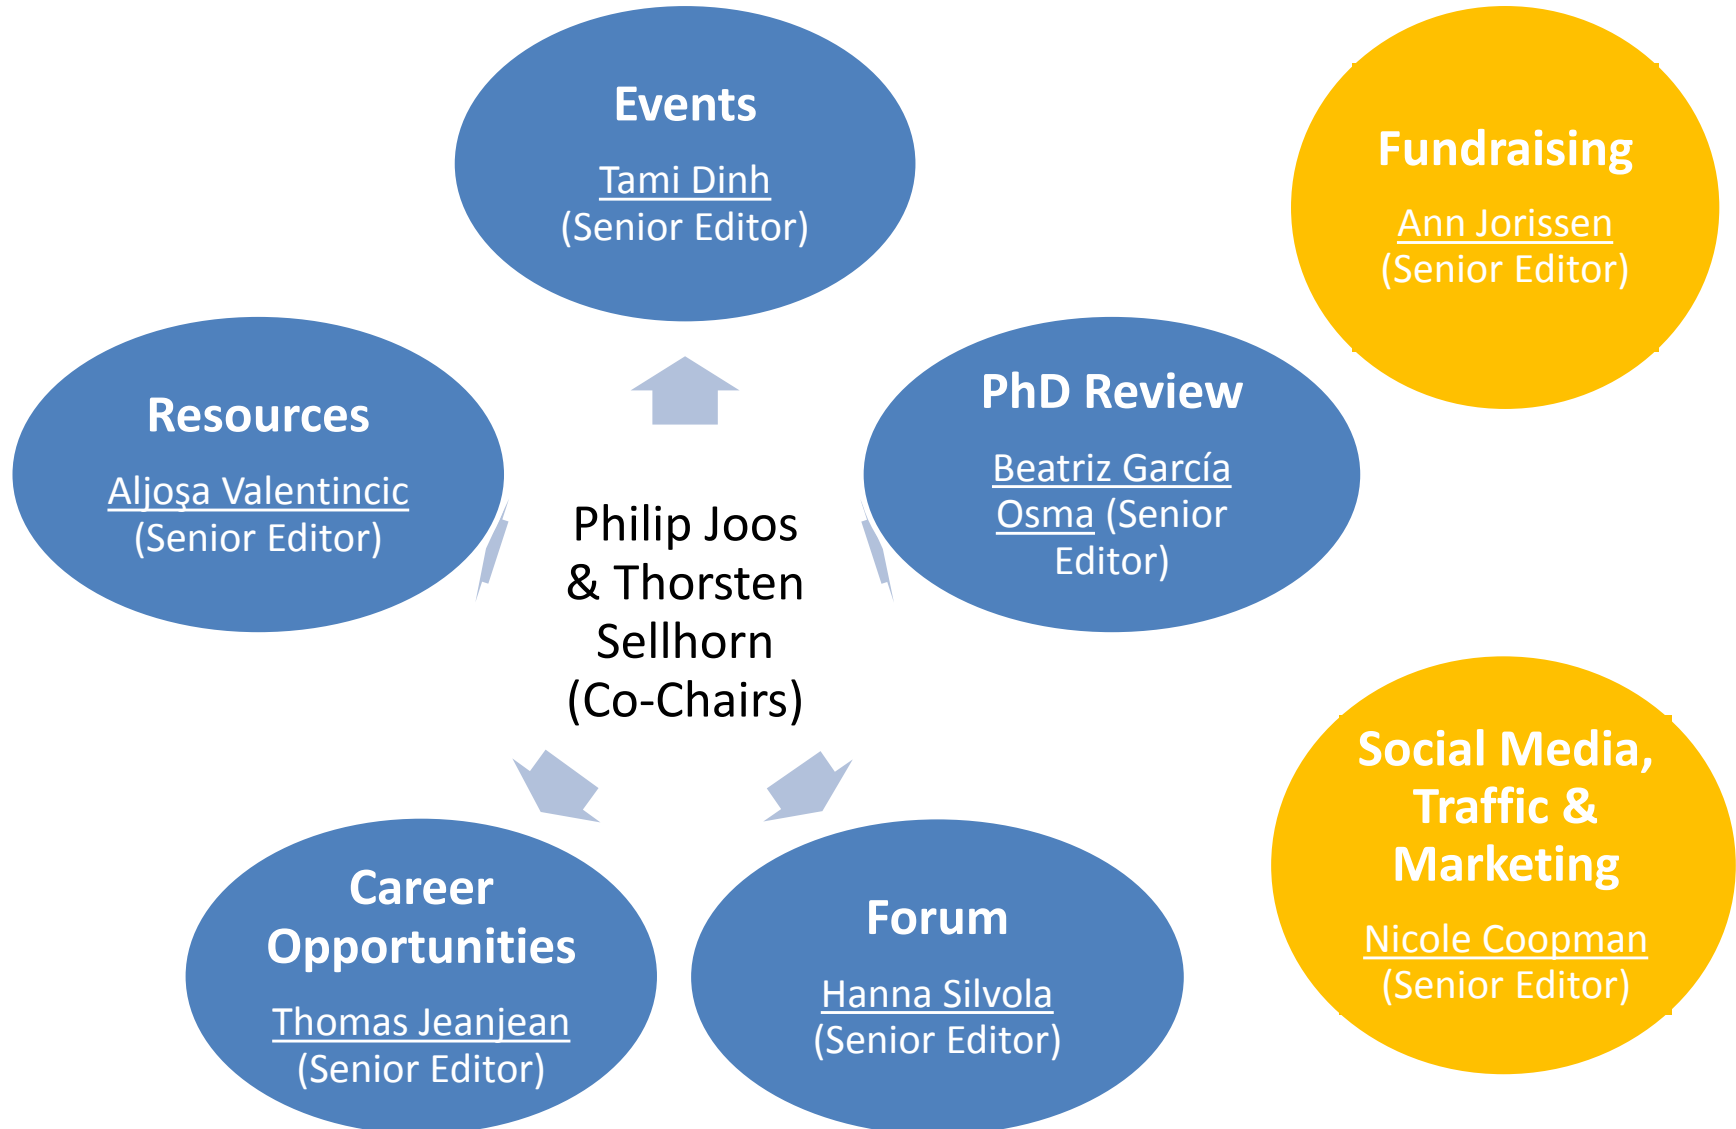 Events
Tami Dinh
(Senior Editor)
Fundraising
Ann Jorissen
(Senior Editor)
Resources
Aljoşa Valentincic
(Senior Editor)
PhD Review
Beatriz García
Osma (Senior
Editor)
Philip Joos
& Thorsten
Sellhorn
(Co-Chairs)
Career
Opportunities
Thomas Jeanjean
(Senior Editor)
Forum
Hanna Silvola
(Senior Editor)
Social Media,
Traffic &
Marketing
Nicole Coopman
(Senior Editor)